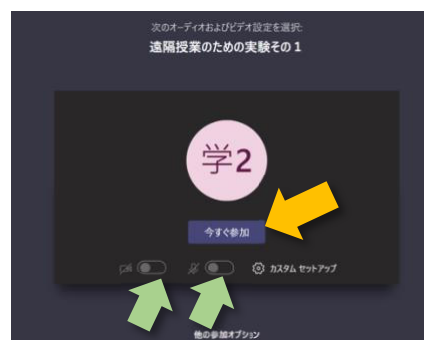 次のオーディオおよびビデオ設定を選択:
遠隔授業のための実験その１
学2
今すぐ参加
カスタム セットアップ
他の参加オプション